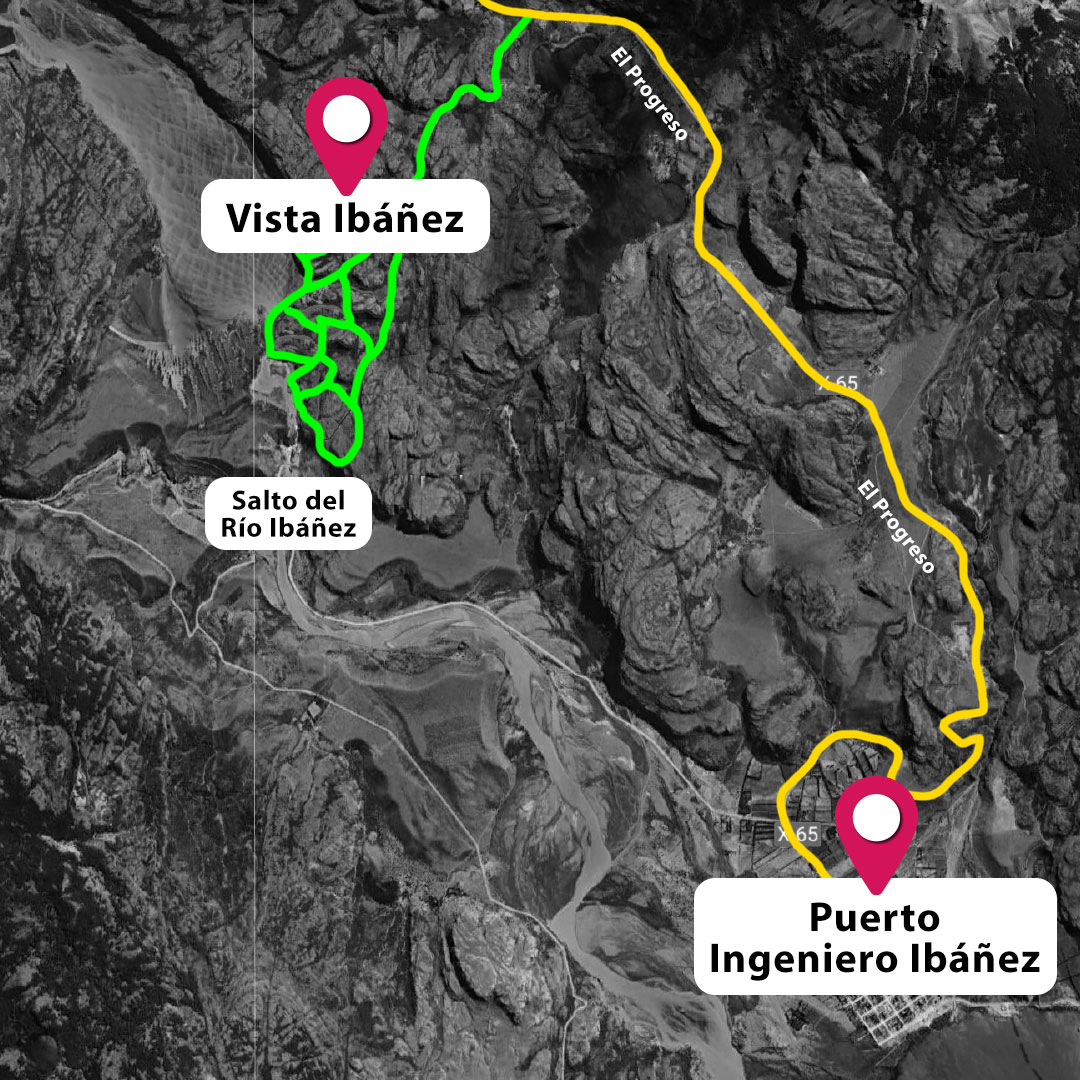 El Progreso
Vista Ibáñez
X-65
Salto del
Río Ibáñez
El Progreso
X-65
Puerto
Ingeniero Ibáñez